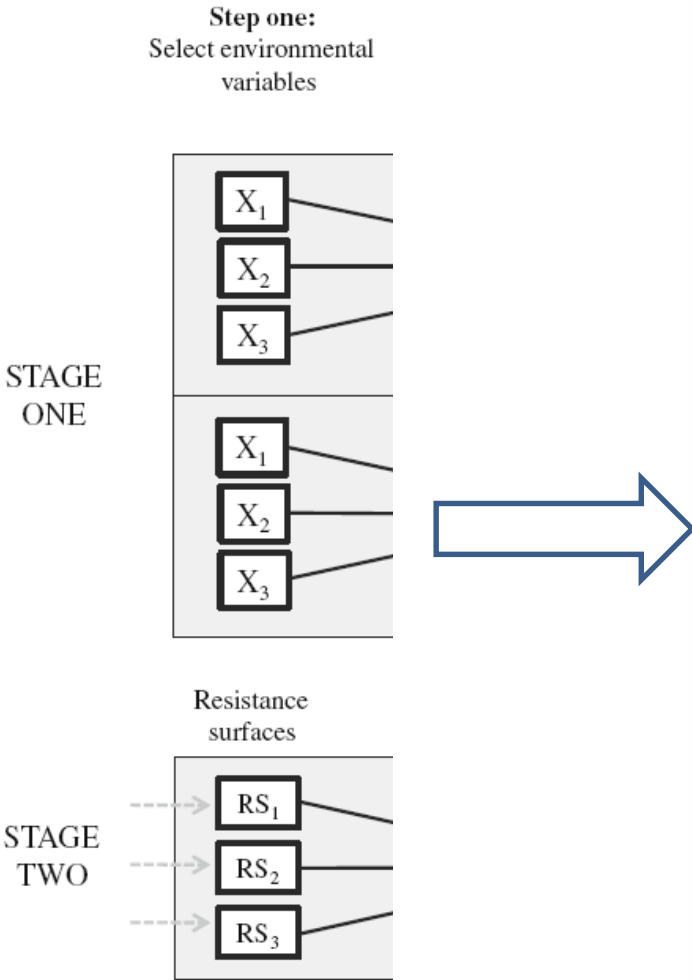 Step one:
Select environmental
variables
STAGE
ONE
X₁
X₂
X₃
X₁
X₂
X₃
Resistance
surfaces
STAGE
TWO
RS₁
RS₂
RS₃